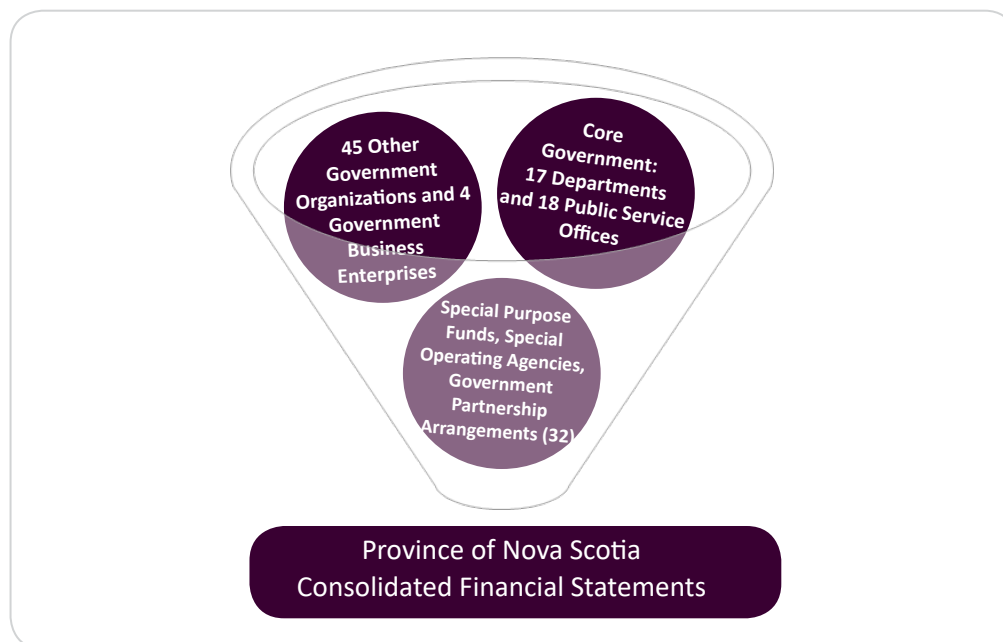 45 Other
Government
Organizations and 4
Government
Business
Enterprises
Core
Government:
17 Departments
and 18 Public Service
Offices
Special Purpose
Funds, Special
Operating Agencies,
Government
Partnership
Arrangements (32)
Province of Nova Scotia
Consolidated Financial Statements